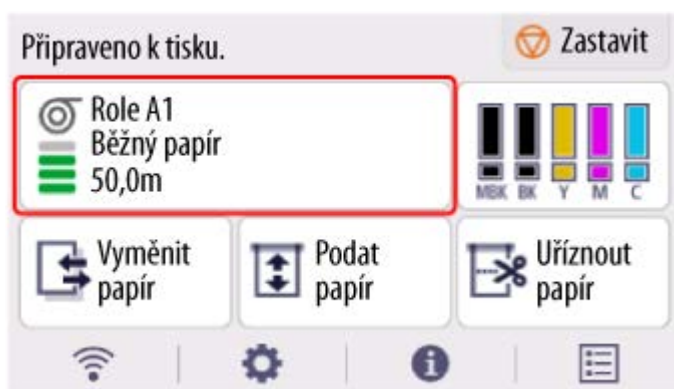 Připraveno k tisku.
Zastavit
Role A1
Běžný papír
50,0m
MBK BK Y M C
Vyměnit
papír
Podat
papír
Uříznout
papír